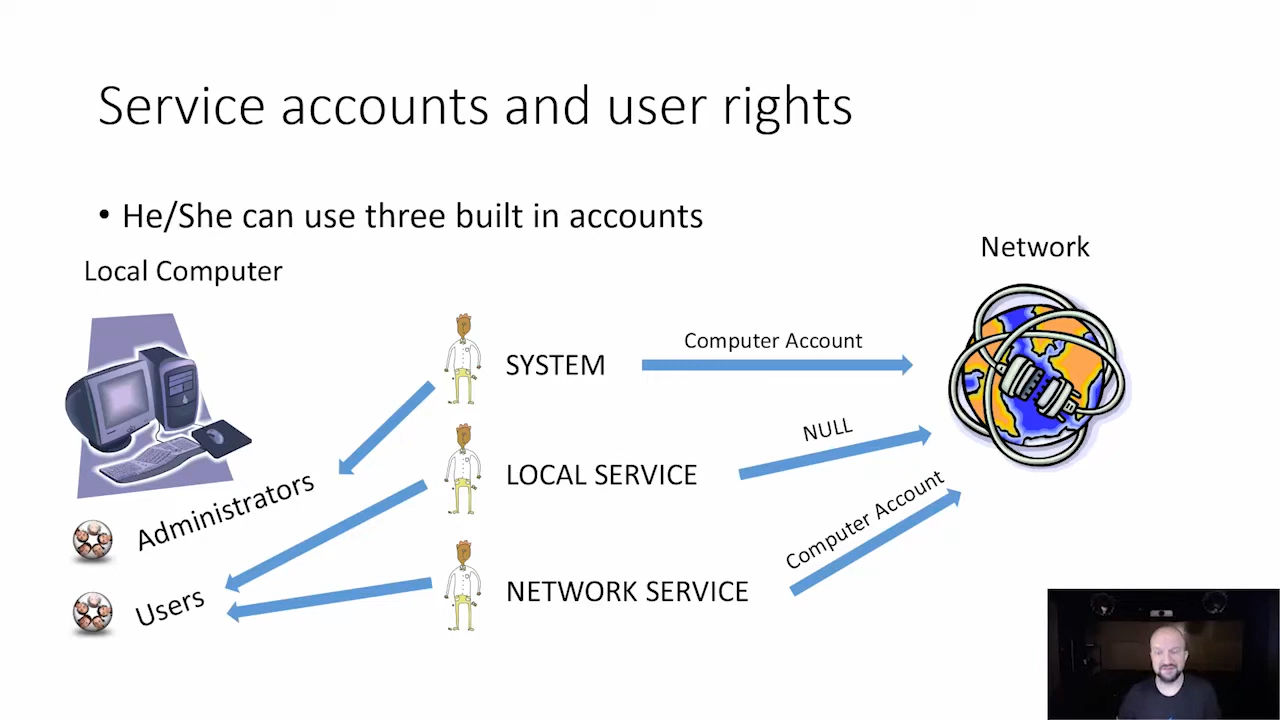 Service accounts and user rights
• He/She can use three built in accounts
Local Computer
Network
Computer Account
SYSTEM
NULL
LOCAL SERVICE
Computer Account
Administrators
NETWORK SERVICE
Users